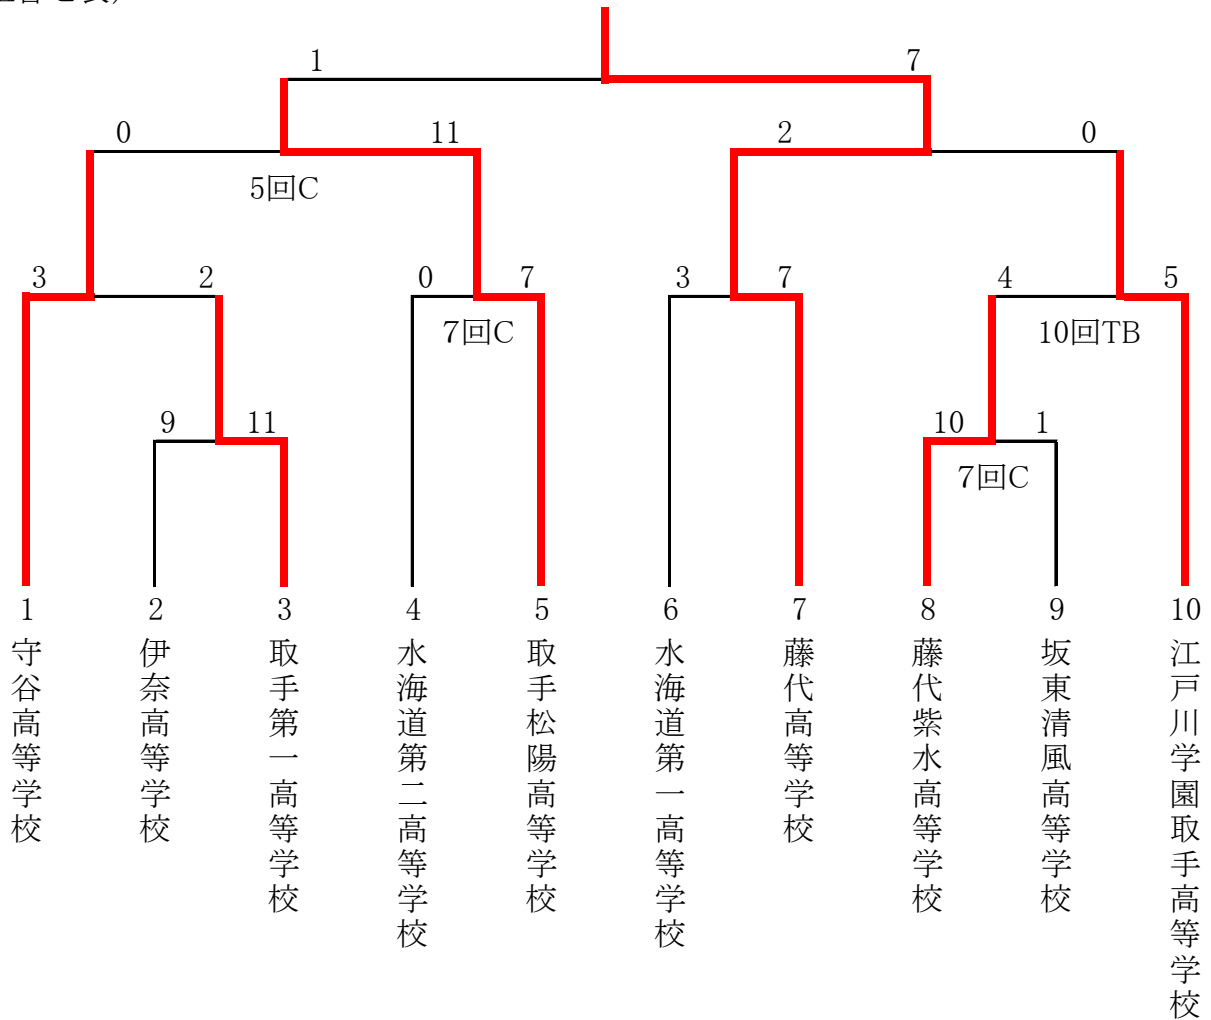 1 7
0 11 2 0
5回C
3 2 0 7 3 7 4 5
7回C 10回TB
9 11 10 1
7回C
1 2 3 4 5 6 7 8 9 10
守谷高等学校
伊奈高等学校
取手第一高等学校
水海道第二高等学校
取手松陽高等学校
水海道第一高等学校
藤代高等学校
藤代紫水高等学校
坂東清風高等学校
江戸川学園取手高等学校